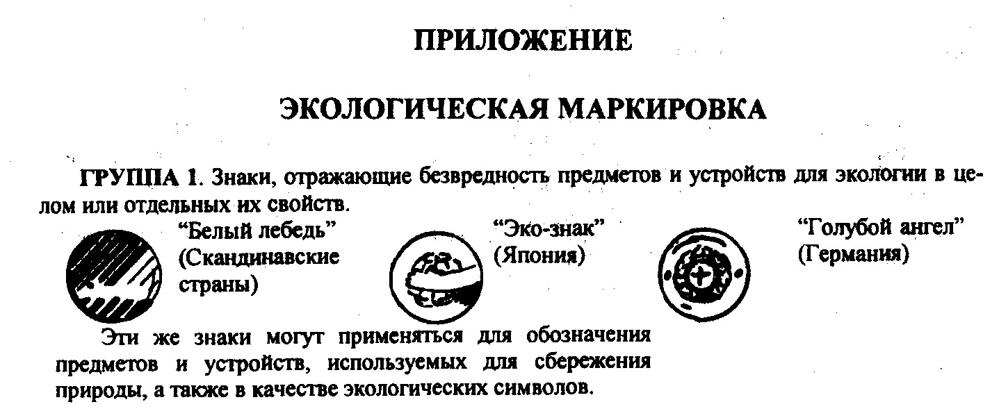 ПРИЛОЖЕНИЕ
ЭКОЛОГИЧЕСКАЯ МАРКИРОВКА
ГРУППА 1. Знаки, отражающие безвредность предметов и устройств для экологии в це-
лом или отдельных их свойств.
“Белый лебедь”
(Скандинавские
страны)
“Эко-знак”
(Япония)
“Голубой ангел”
(Германия)
Эти же знаки могут применяться для обозначения
предметов и устройств, используемых для сбережения
природы, а также в качестве экологических символов.